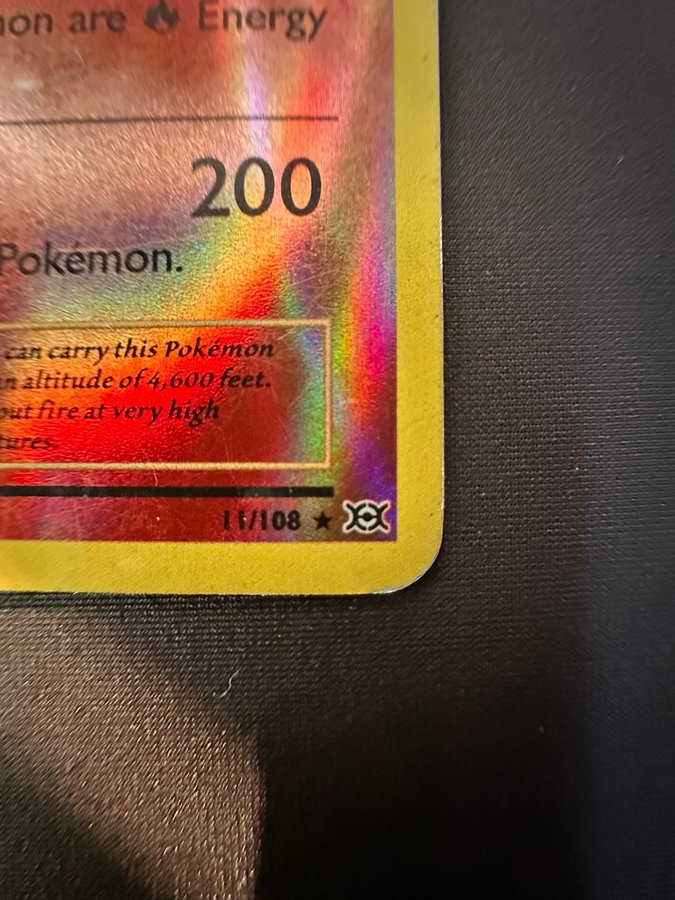 on are Energy
200
Pokémon.
can carry this Pokémon
n altitude of 4,600 feet.
out fire at very high
tures.
11/108